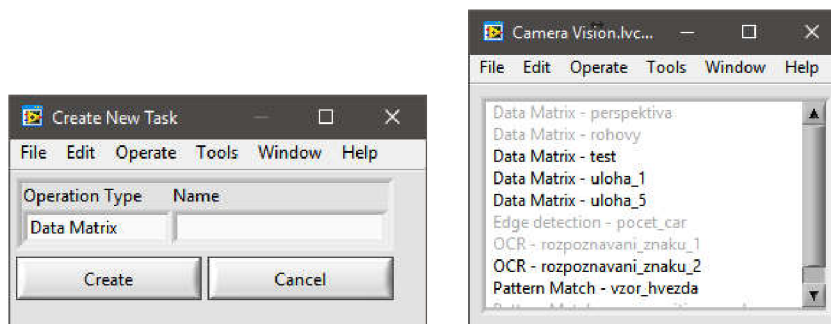 Create New Task
File Edit Operate Tools Window Help
Operation Type Name
Data Matrix
Create Cancel
Camera Vision.lvc...
File Edit Operate Tools Window Help
Data Matrix - perspektiva
Data Matrix - rohovy
Data Matrix - test
Data Matrix - uloha_1
Data Matrix - uloha_5
Edge detection - pocet_car
OCR - rozpoznavani_znaku_1
OCR - rozpoznavani_znaku_2
Pattern Match - vzor_hvezda